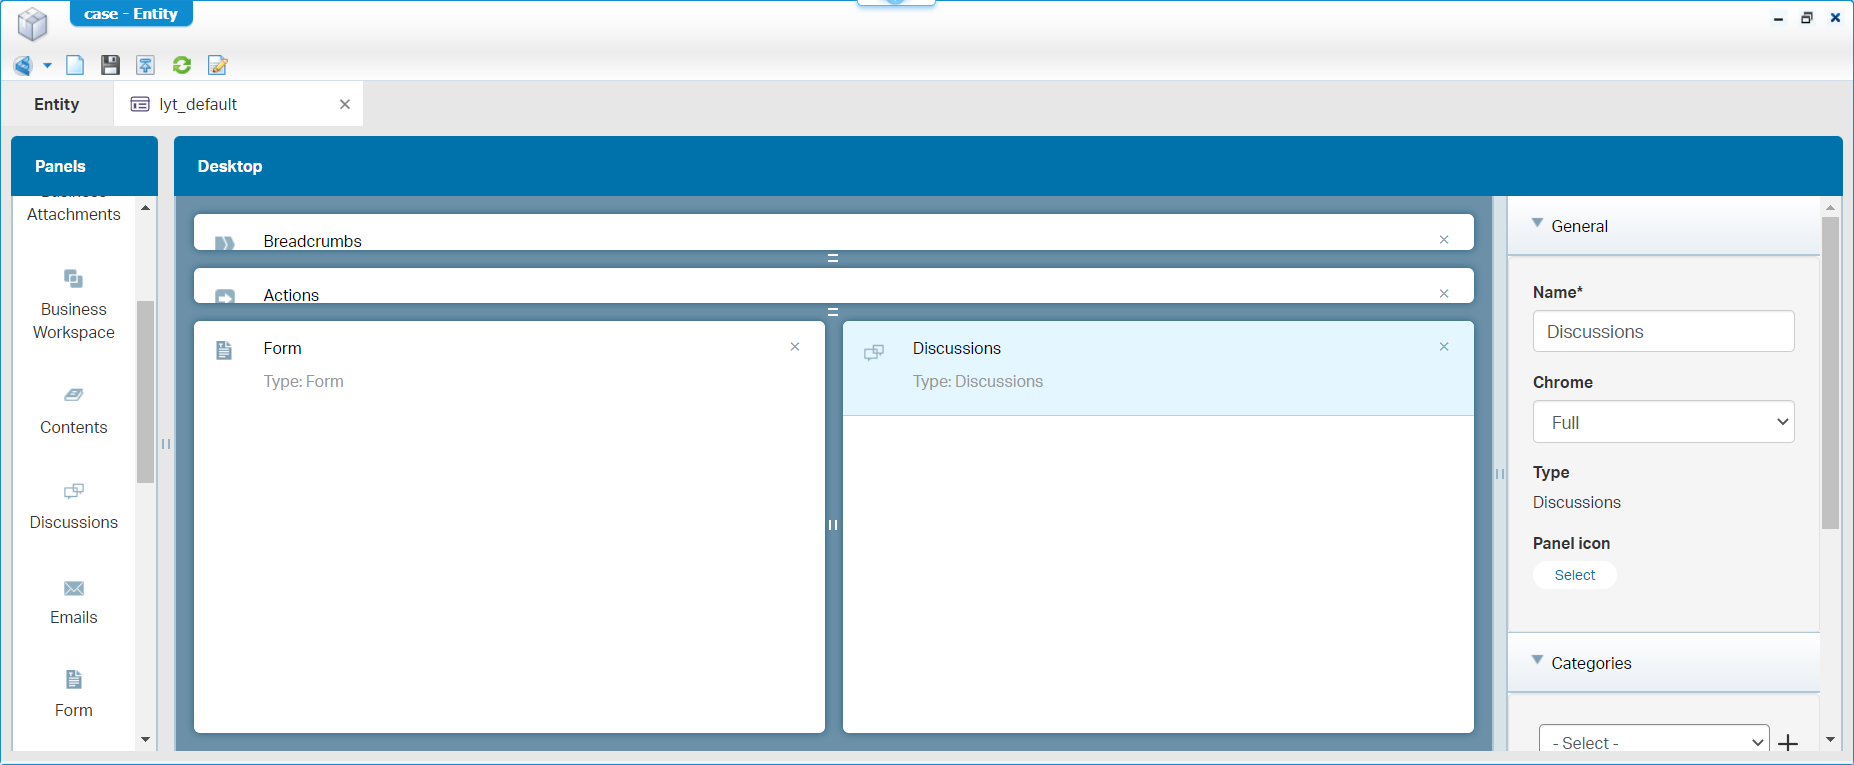 case - Entity
Entity
lyt_default
Panels
Desktop
Attachments
Business
Workspace
Contents
Discussions
Emails
Form
Breadcrumbs
Actions
Form
Type: Form
Discussions
Type: Discussions
General
Name*
Discussions
Chrome
Full
Type
Discussions
Panel icon
Select
Categories
- Select -